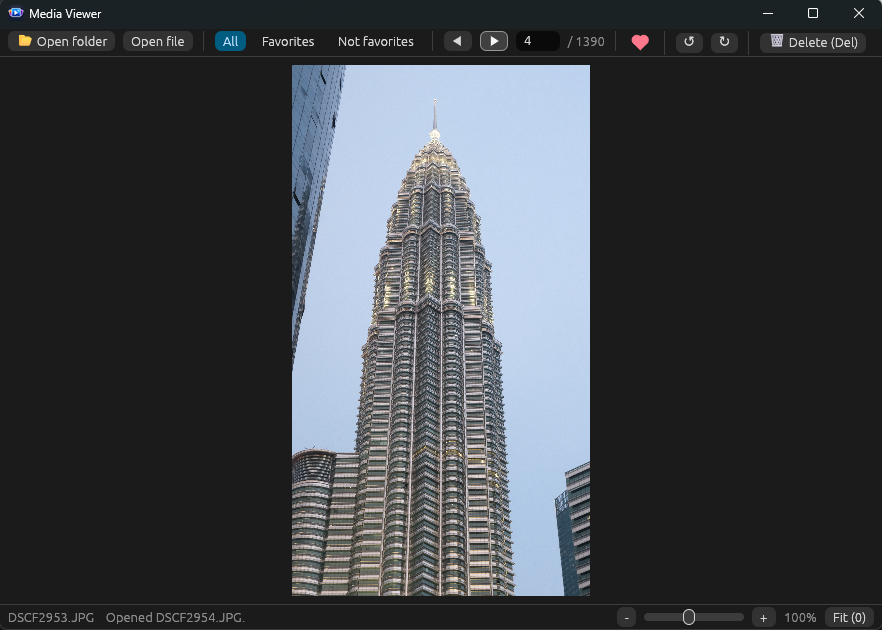 Media Viewer
Open folder Open file All Favorites Not favorites 4 / 1390 Delete (Del)
DSCF2953.JPG Opened DSCF2954.JPG. - + 100% Fit (0)